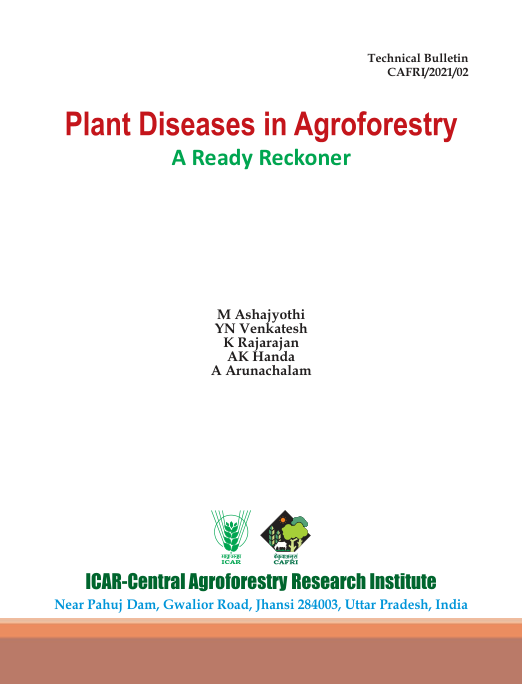 Technical Bulletin
CAFRI/2021/02
Plant Diseases in Agroforestry
A Ready Reckoner
M Ashajyothi
YN Venkatesh
K Rajarajan
AK Handa
A Arunachalam
ICAR
CAFRI
ICAR-Central Agroforestry Research Institute
Near Pahuj Dam, Gwalior Road, Jhansi 284003, Uttar Pradesh, India